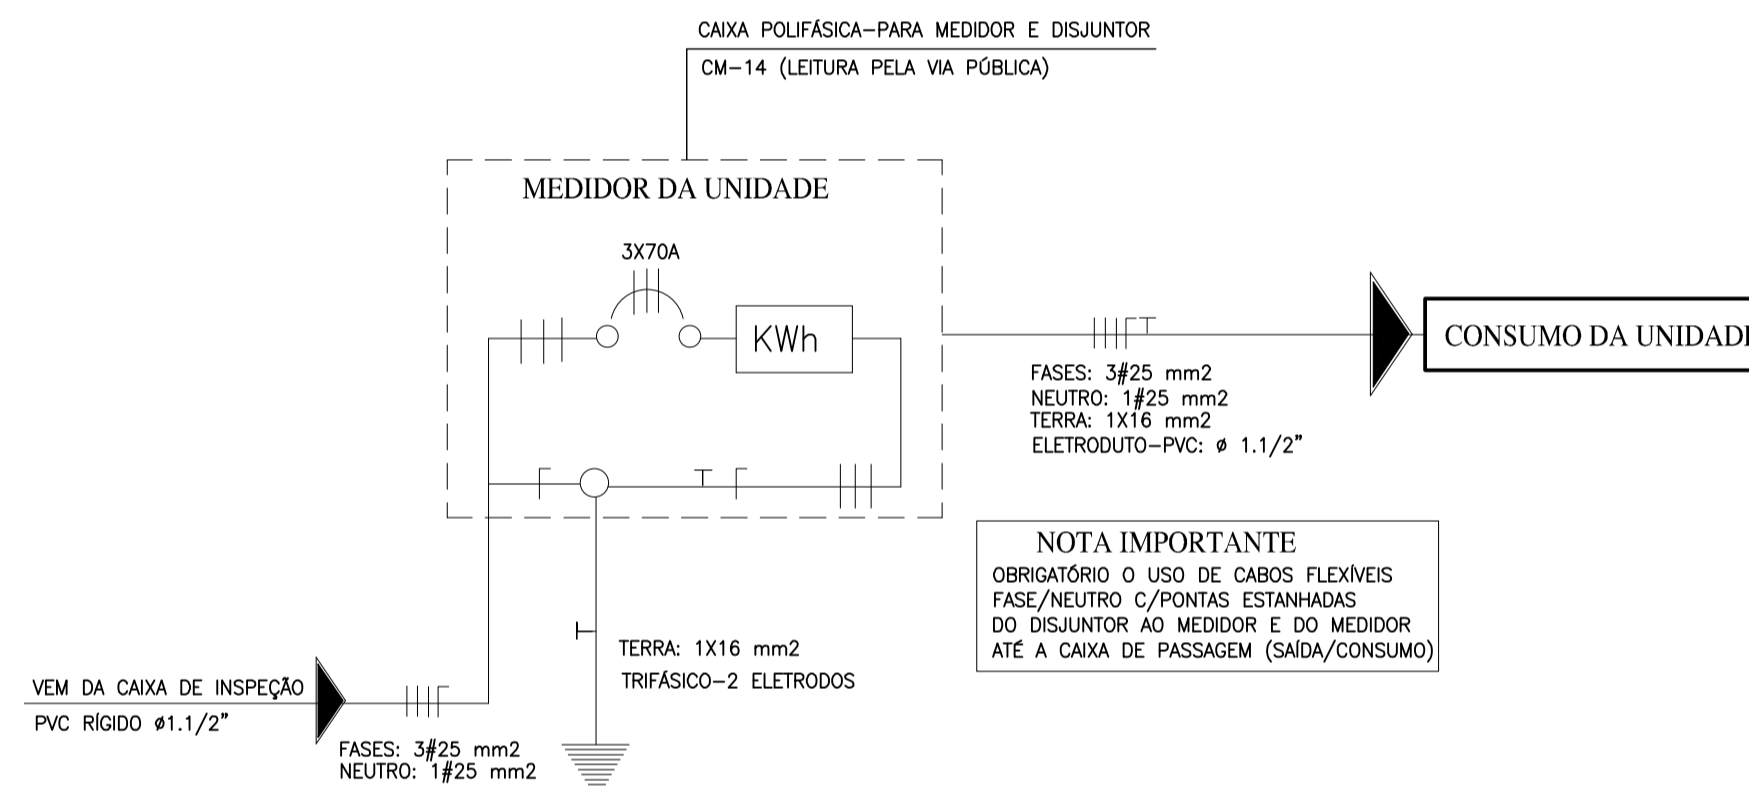 CAIXA POLIFÁSICA-PARA MEDIDOR E DISJUNTOR
CM-14 (LEITURA PELA VIA PÚBLICA)
MEDIDOR DA UNIDADE
3X70A
KWh
CONSUMO DA UNIDADE
FASES: 3#25 mm2
NEUTRO: 1#25 mm2
TERRA: 1X16 mm2
ELETRODUTO-PVC: ø 1.1/2"
NOTA IMPORTANTE
OBRIGATÓRIO O USO DE CABOS FLEXÍVEIS
FASE/NEUTRO C/PONTAS ESTANHADAS
DO DISJUNTOR AO MEDIDOR E DO MEDIDOR
ATÉ A CAIXA DE PASSAGEM (SAÍDA/CONSUMO)
TERRA: 1X16 mm2
TRIFÁSICO-2 ELETRODOS
VEM DA CAIXA DE INSPEÇÃO
PVC RÍGIDO ø1.1/2"
FASES: 3#25 mm2
NEUTRO: 1#25 mm2